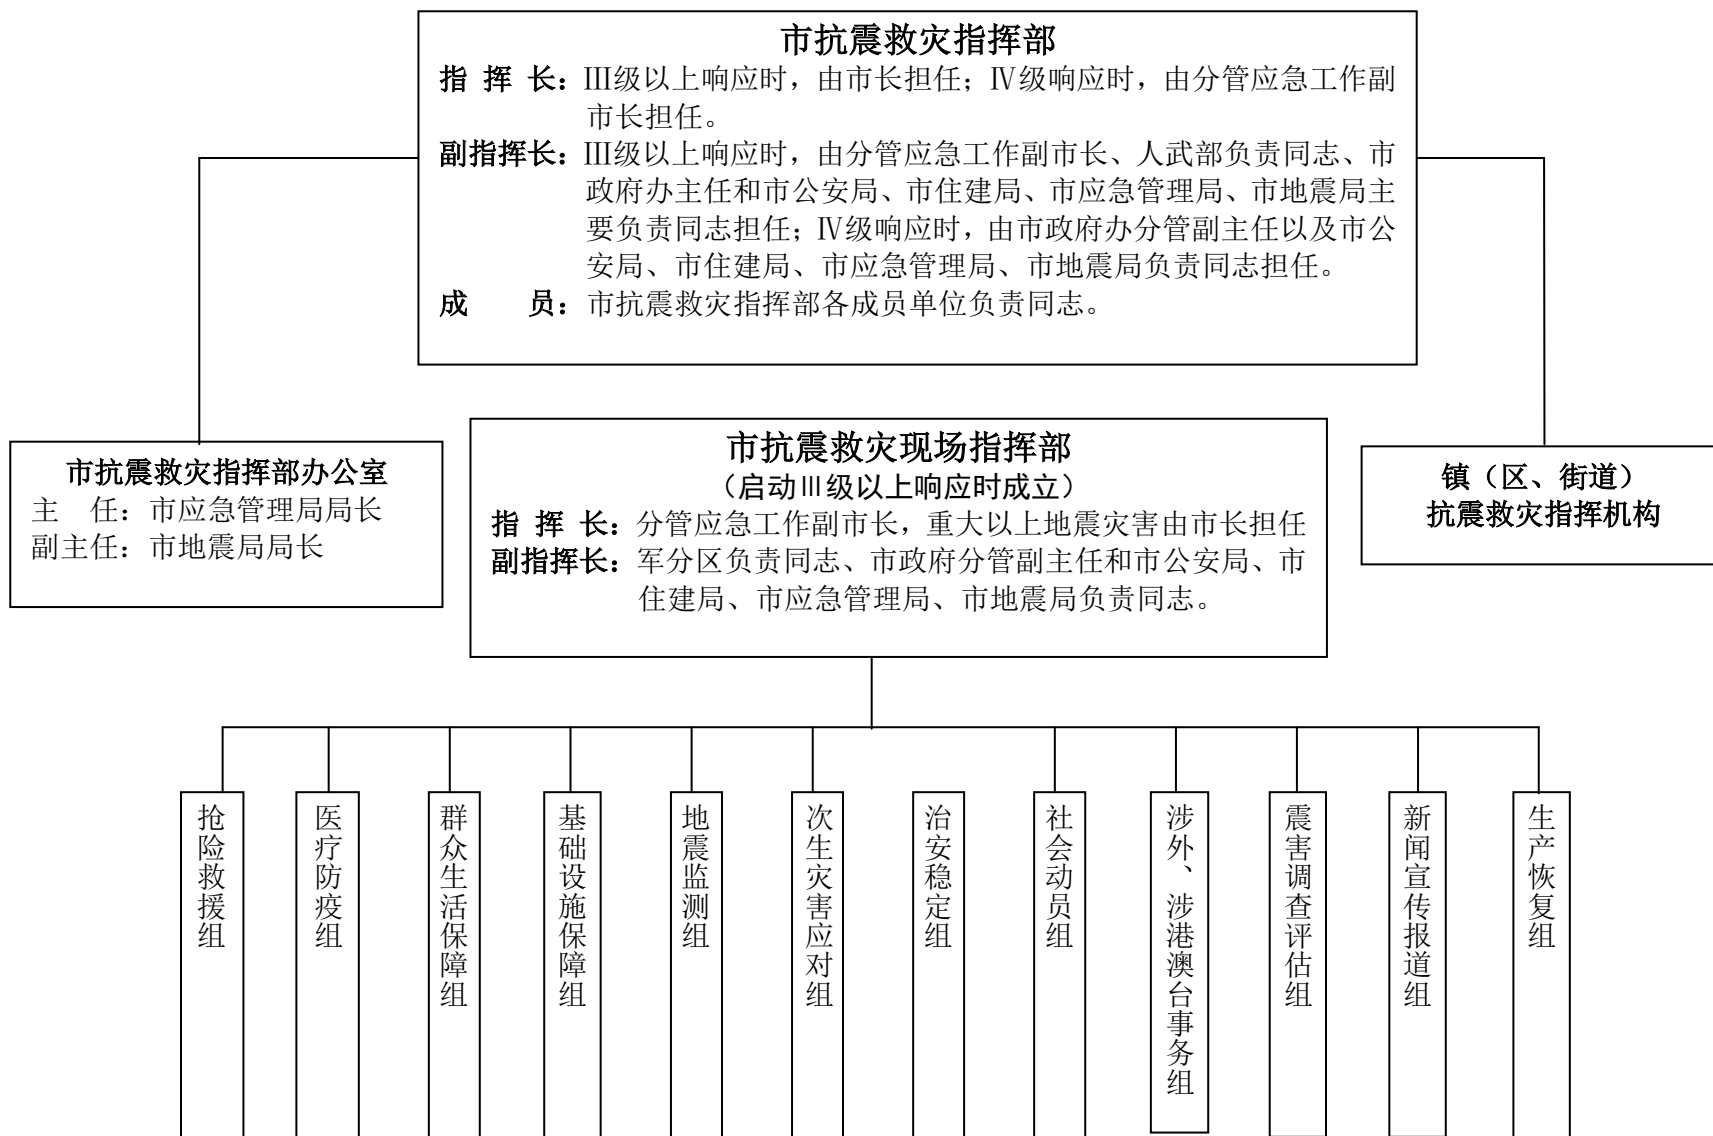 市抗震救灾指挥部
指 挥 长：Ⅲ级以上响应时，由市长担任；Ⅳ级响应时，由分管应急工作副
市长担任。
副指挥长：Ⅲ级以上响应时，由分管应急工作副市长、人武部负责同志、市
政府办主任和市公安局、市住建局、市应急管理局、市地震局主
要负责同志担任；Ⅳ级响应时，由市政府办分管副主任以及市公
安局、市住建局、市应急管理局、市地震局负责同志担任。
成 员：市抗震救灾指挥部各成员单位负责同志。
市抗震救灾指挥部办公室
主 任：市应急管理局局长
副主任：市地震局局长
市抗震救灾现场指挥部
（启动Ⅲ级以上响应时成立）
指 挥 长：分管应急工作副市长，重大以上地震灾害由市长担任
副指挥长：军分区负责同志、市政府分管副主任和市公安局、市
住建局、市应急管理局、市地震局负责同志。
镇（区、街道）
抗震救灾指挥机构
抢险救援组
医疗防疫组
群众生活保障组
基础设施保障组
地震监测组
次生灾害应对组
治安稳定组
社会动员组
涉外、涉港澳台事务组
震害调查评估组
新闻宣传报道组
生产恢复组